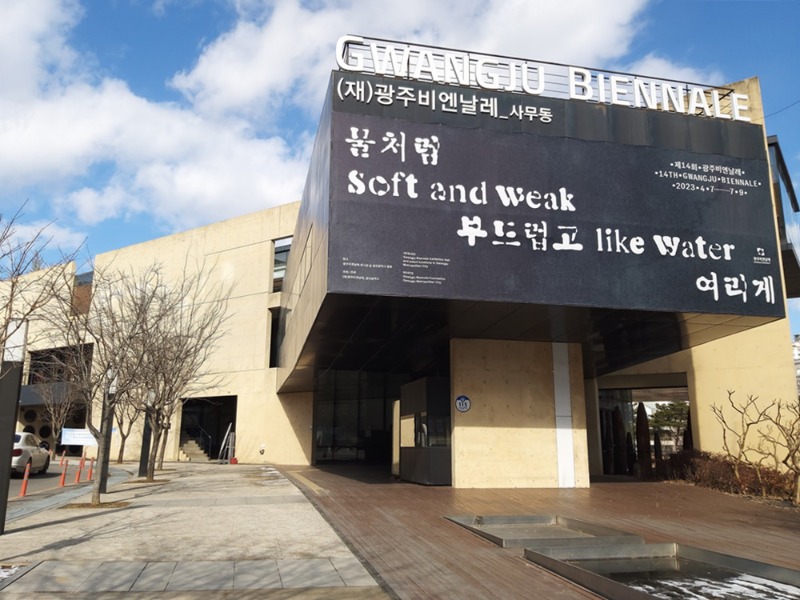 GWANGJU BIENNALE
(재)광주비엔날레_사무동
물처럼
soft and weak
부드럽고 like water
여리게
•제14회•광주비엔날레•
•14TH•GWANGJU•BIENNALE•
•2023•4•7──7•9•